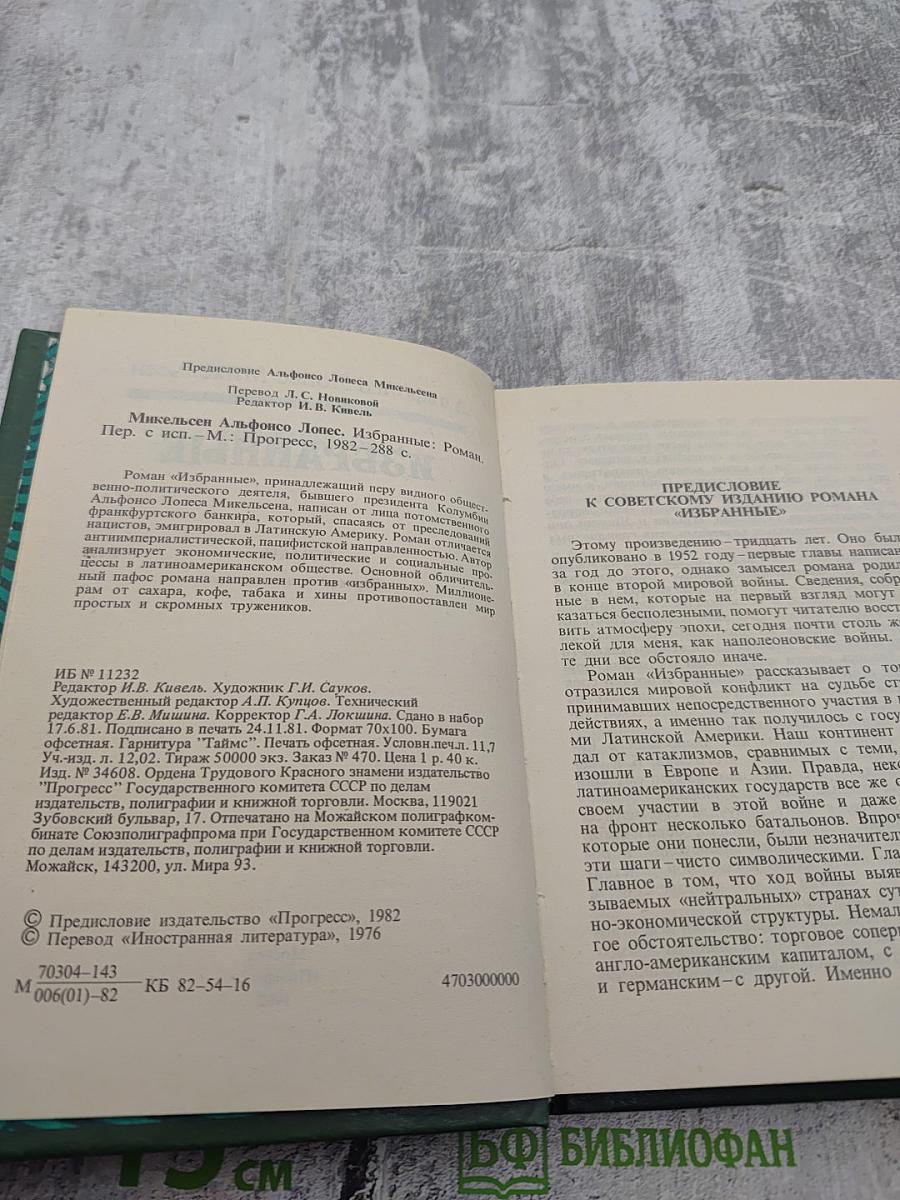 Предисловие Альфонсо Лопеса Микельсена
Перевод Л. С. Новиковой
Редактор И. В. Кивель
Микельсен Альфонсо Лопес. Избранные: Роман.
Пер. с исп.–М.: Прогресс, 1982–288 с.
Роман «Избранные», принадлежащий перу видного общест-
венно-политического деятеля, бывшего президента Колумбии
Альфонсо Лопеса Микельсена, написан от лица потомственного
франкфуртского банкира, который, спасаясь от преследований
нацистов, эмигрировал в Латинскую Америку. Роман отличается
антиимпериалистической, пацифистской направленностью. Автор
анализирует экономические, политические и социальные про-
цессы в латиноамериканском обществе. Основной обличитель-
ный пафос романа направлен против «избранных». Миллионе-
рам от сахара, кофе, табака и хины противопоставлен мир
простых и скромных тружеников.
ИБ № 11232
Редактор И.В. Кивель. Художник Г.И. Сауков.
Художественный редактор А.П. Купцов. Технический
редактор Е.В. Мишина. Корректор Г.А. Локшина. Сдано в набор
17.6.81. Подписано в печать 24.11.81. Формат 70x100. Бумага
офсетная. Гарнитура "Таймс". Печать офсетная. Условн.печ.л. 11,7
Уч.-изд. л. 12,02. Тираж 50000 экз. Заказ № 470. Цена 1 р. 40 к.
Изд. № 34608. Ордена Трудового Красного знамени издательство
"Прогресс" Государственного комитета СССР по делам
издательств, полиграфии и книжной торговли. Москва, 119021
Зубовский бульвар, 17. Отпечатано на Можайском полиграфком-
бинате Союзполиграфпрома при Государственном комитете СССР
по делам издательств, полиграфии и книжной торговли.
Можайск, 143200, ул. Мира 93.
© Предисловие издательство «Прогресс», 1982
© Перевод «Иностранная литература», 1976
М 70304–143
006(01)–82 КБ 82–54–16
4703000000
ПРЕДИСЛОВИЕ
К СОВЕТСКОМУ ИЗДАНИЮ РОМАНА
«ИЗБРАННЫЕ»
Этому произведению–тридцать лет. Оно был
опубликовано в 1952 году–первые главы написан
за год до этого, однако замысел романа родил
в конце второй мировой войны. Сведения, собр
ные в нем, которые на первый взгляд могут
казаться бесполезными, помогут читателю восст
вить атмосферу эпохи, сегодня почти столь ж
лекой для меня, как наполеоновские войны.
те дни все обстояло иначе.
Роман «Избранные» рассказывает о то
отразился мировой конфликт на судьбе ст
принимавших непосредственного участия в
действиях, а именно так получилось с госу
ми Латинской Америки. Наш континент
дал от катаклизмов, сравнимых с теми,
изошли в Европе и Азии. Правда, неко
латиноамериканских государств все же о
своем участии в этой войне и даже
на фронт несколько батальонов. Впроч
которые они понесли, были незначител
эти шаги–чисто символическими. Гла
Главное в том, что ход войны выяв
зываемых «нейтральных» странах сут
но-экономической структуры. Немал
гое обстоятельство: торговое сопер
англо-американским капиталом, с
и германским–с другой. Именно
15 см
БФ БИБЛИОФАН